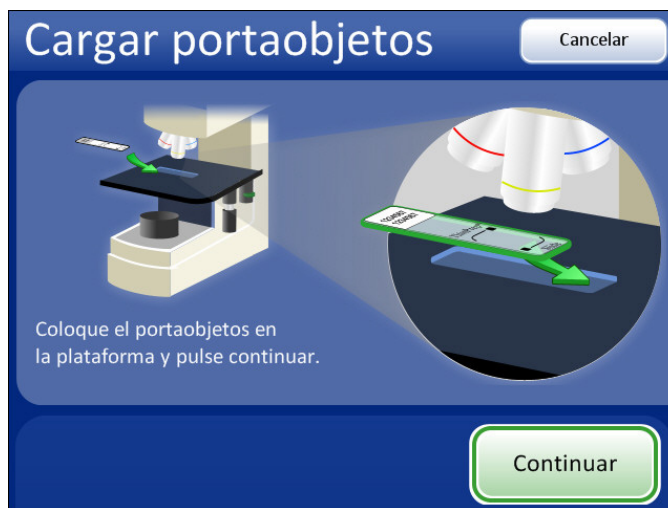 Cargar portaobjetos
Cancelar
Coloque el portaobjetos en
la plataforma y pulse continuar.
Continuar